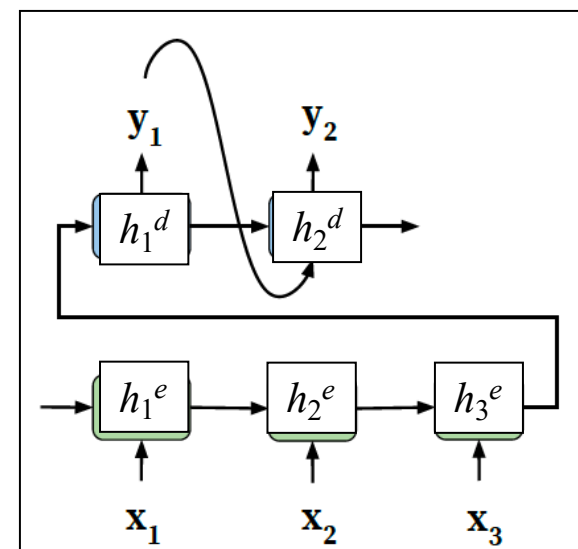 y₁ y₂
h₁ᵈ h₂ᵈ
h₁ᵉ h₂ᵉ h₃ᵉ
x₁ x₂ x₃